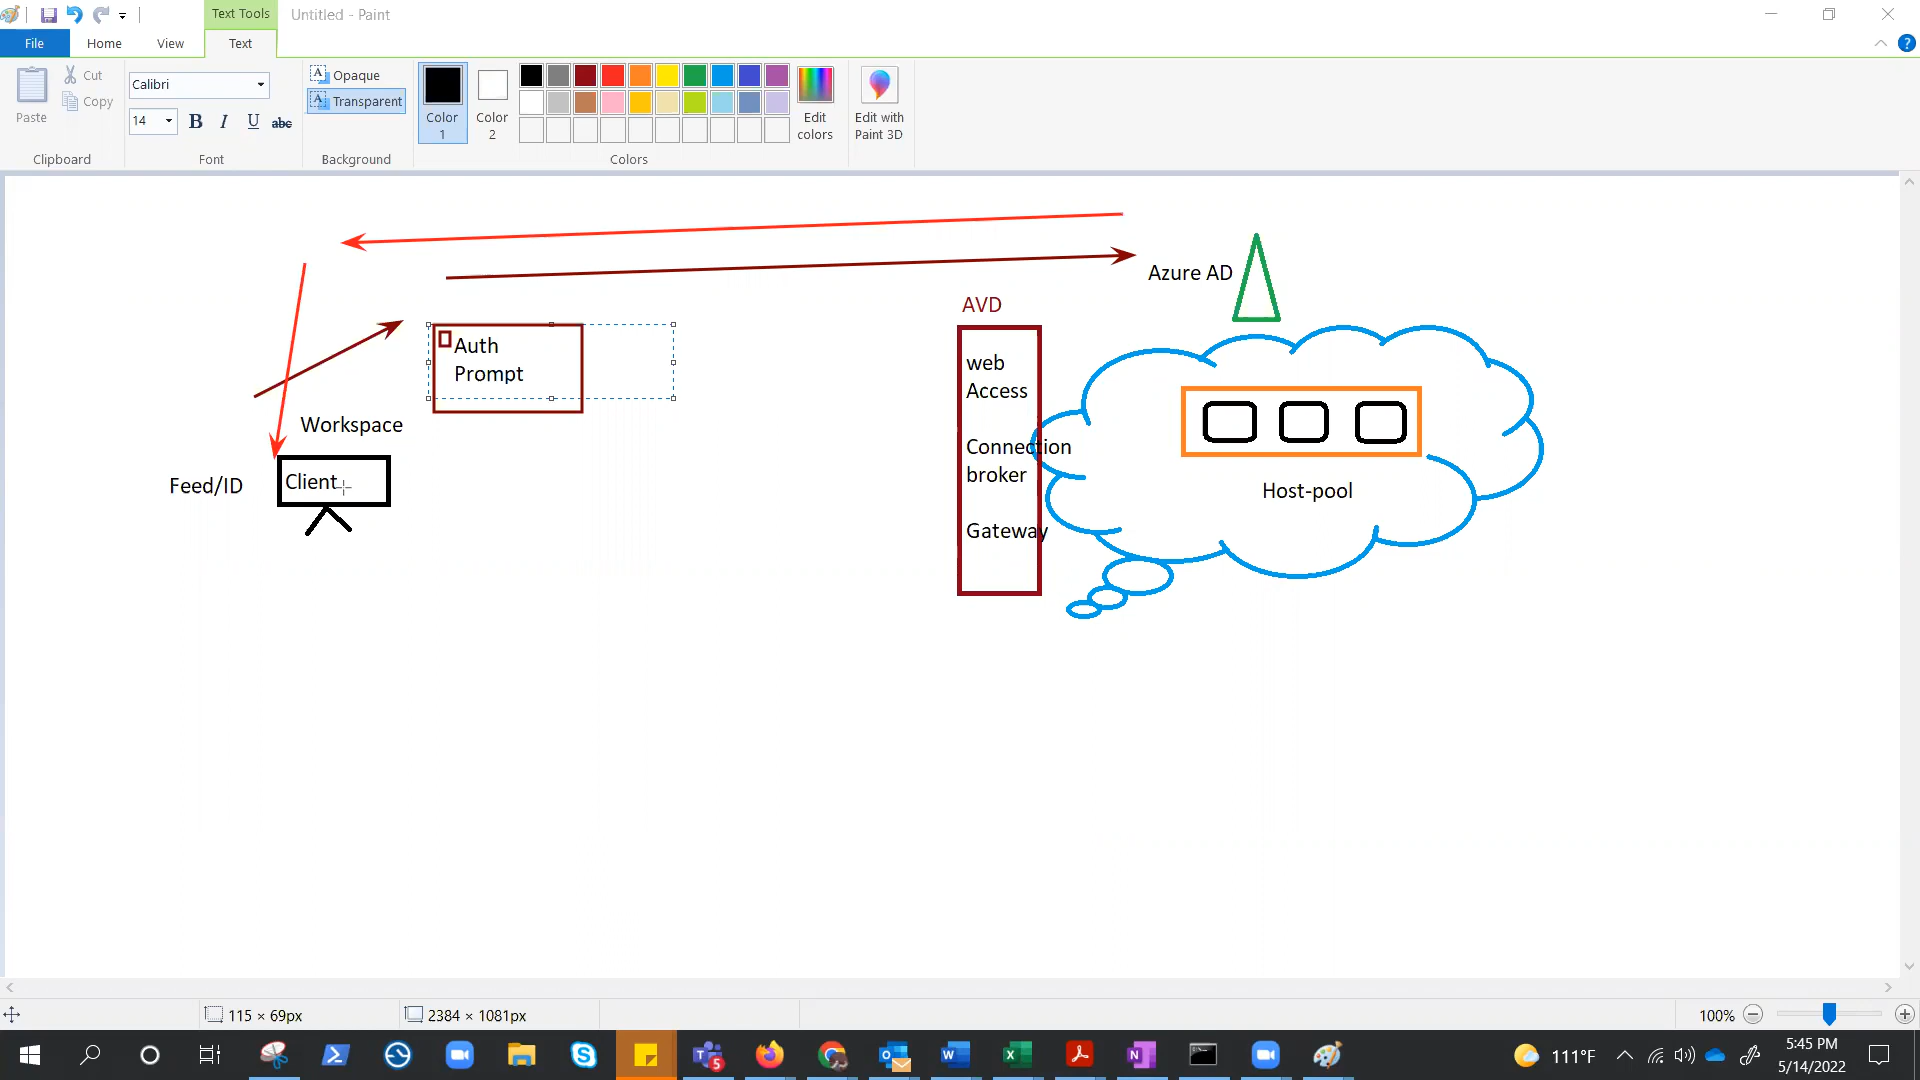 Text Tools
Untitled - Paint
File
Home
View
Text
Paste
Cut
Copy
Clipboard
Calibri
14
B I U abc
Font
Opaque
Transparent
Background
Color
1
Color
2
Colors
Edit
colors
Edit with
Paint 3D
Azure AD
AVD
Auth
Prompt
web
Access
Workspace
Connection
broker
Feed/ID
Client
Host-pool
Gateway
115 × 69px
2384 × 1081px
100%
111°F
5:45 PM
5/14/2022